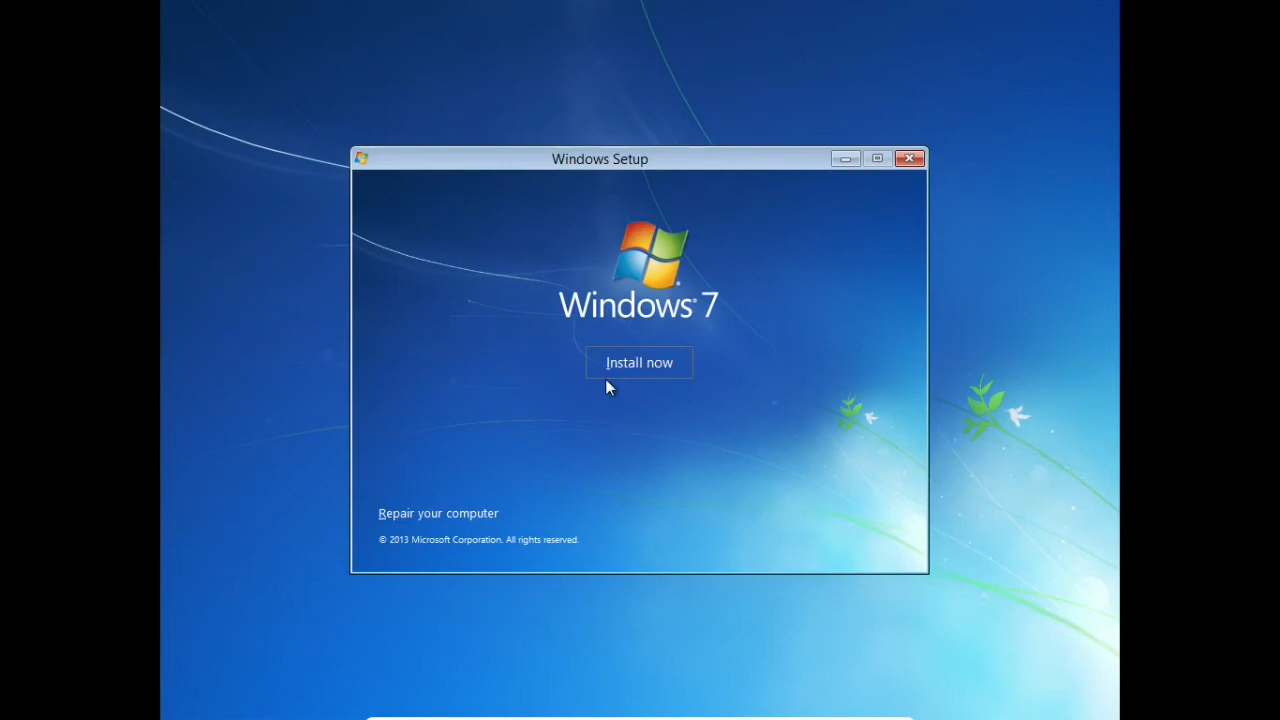 Windows Setup
Windows® 7
Install now
Repair your computer
© 2013 Microsoft Corporation. All rights reserved.